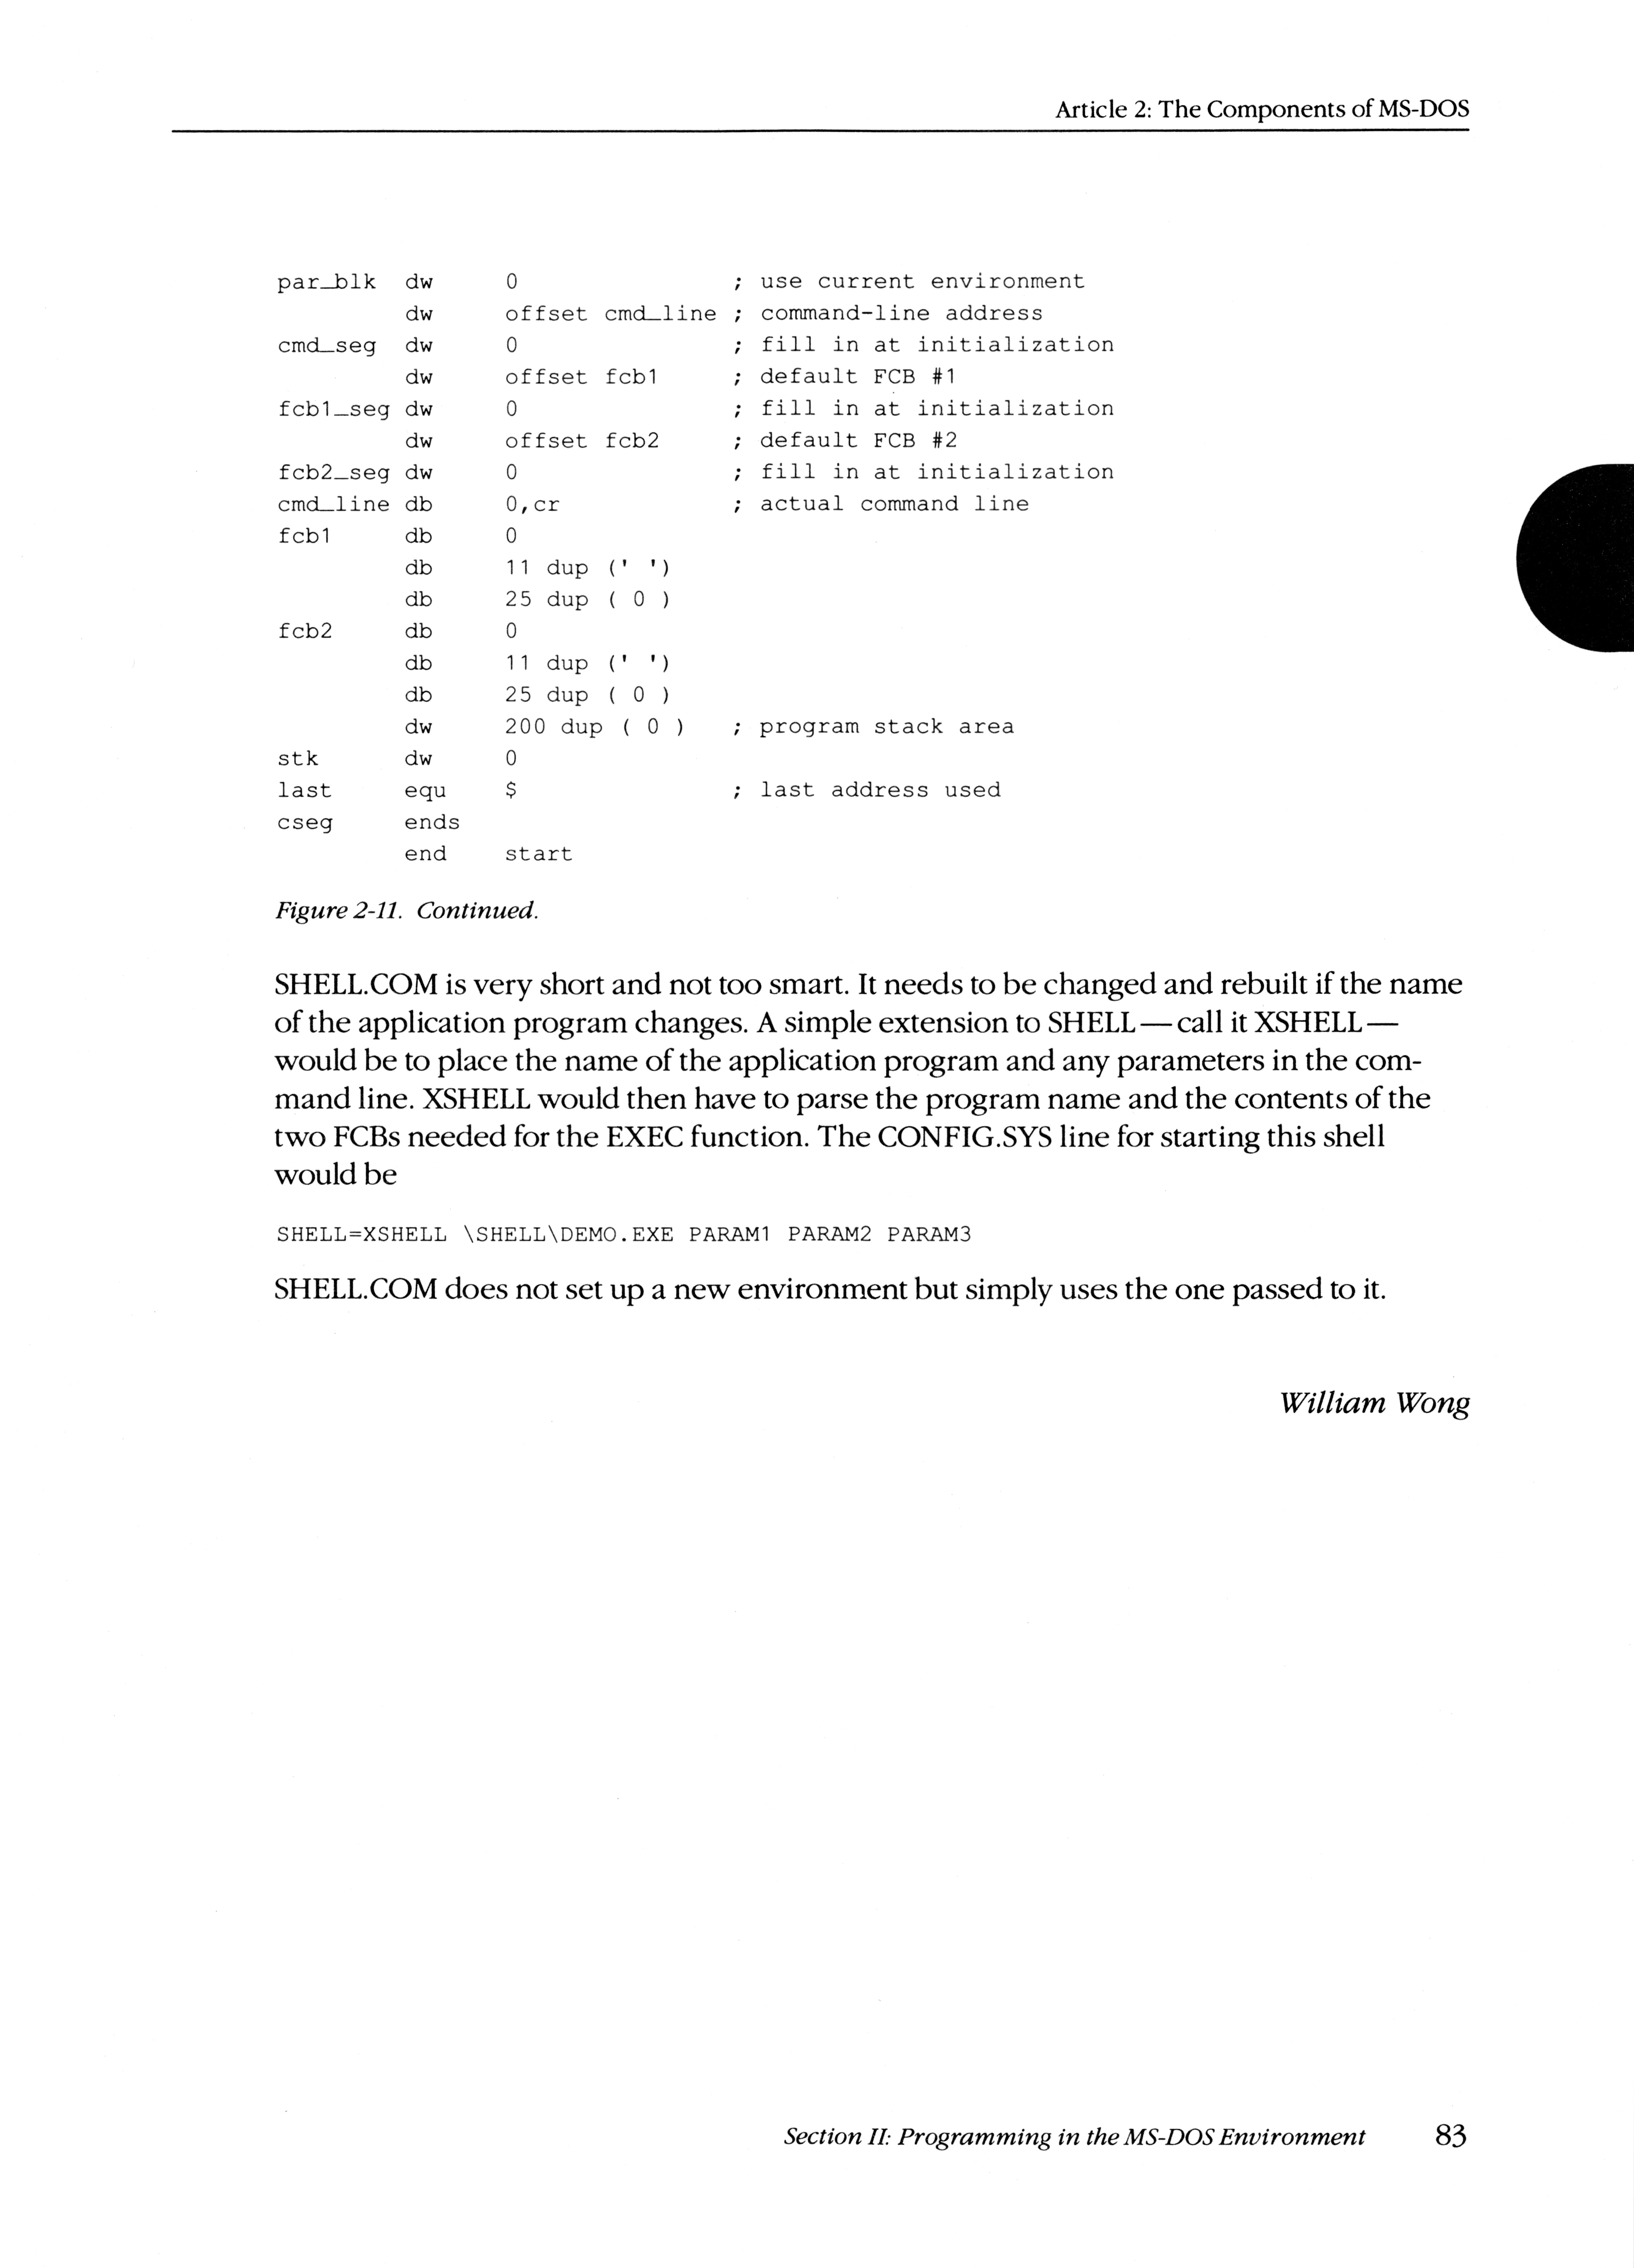 Article 2: The Components of MS-DOS
par_blk dw 0 ; use current environment
dw offset cmd_line ; command-line address
cmd_seg dw 0 ; fill in at initialization
dw offset fcb1 ; default FCB #1
fcb1_seg dw 0 ; fill in at initialization
dw offset fcb2 ; default FCB #2
fcb2_seg dw 0 ; fill in at initialization
cmd_line db 0,cr ; actual command line
fcb1 db 0
db 11 dup (' ')
db 25 dup ( 0 )
fcb2 db 0
db 11 dup (' ')
db 25 dup ( 0 )
dw 200 dup ( 0 ) ; program stack area
stk dw 0
last equ $ ; last address used
cseg ends
end start
Figure 2-11. Continued.
SHELL.COM is very short and not too smart. It needs to be changed and rebuilt if the name
of the application program changes. A simple extension to SHELL — call it XSHELL —
would be to place the name of the application program and any parameters in the com-
mand line. XSHELL would then have to parse the program name and the contents of the
two FCBs needed for the EXEC function. The CONFIG.SYS line for starting this shell
would be
SHELL=XSHELL \SHELL\DEMO.EXE PARAM1 PARAM2 PARAM3
SHELL.COM does not set up a new environment but simply uses the one passed to it.
William Wong
Section II: Programming in the MS-DOS Environment 83